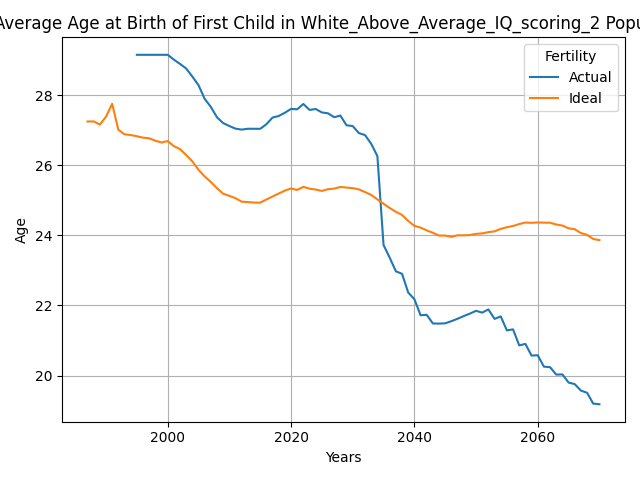 Average Age at Birth of First Child in White_Above_Average_IQ_scoring_2
Fertility
Actual
Ideal
28
26
24
22
20
Age
2000 2020 2040 2060
Years